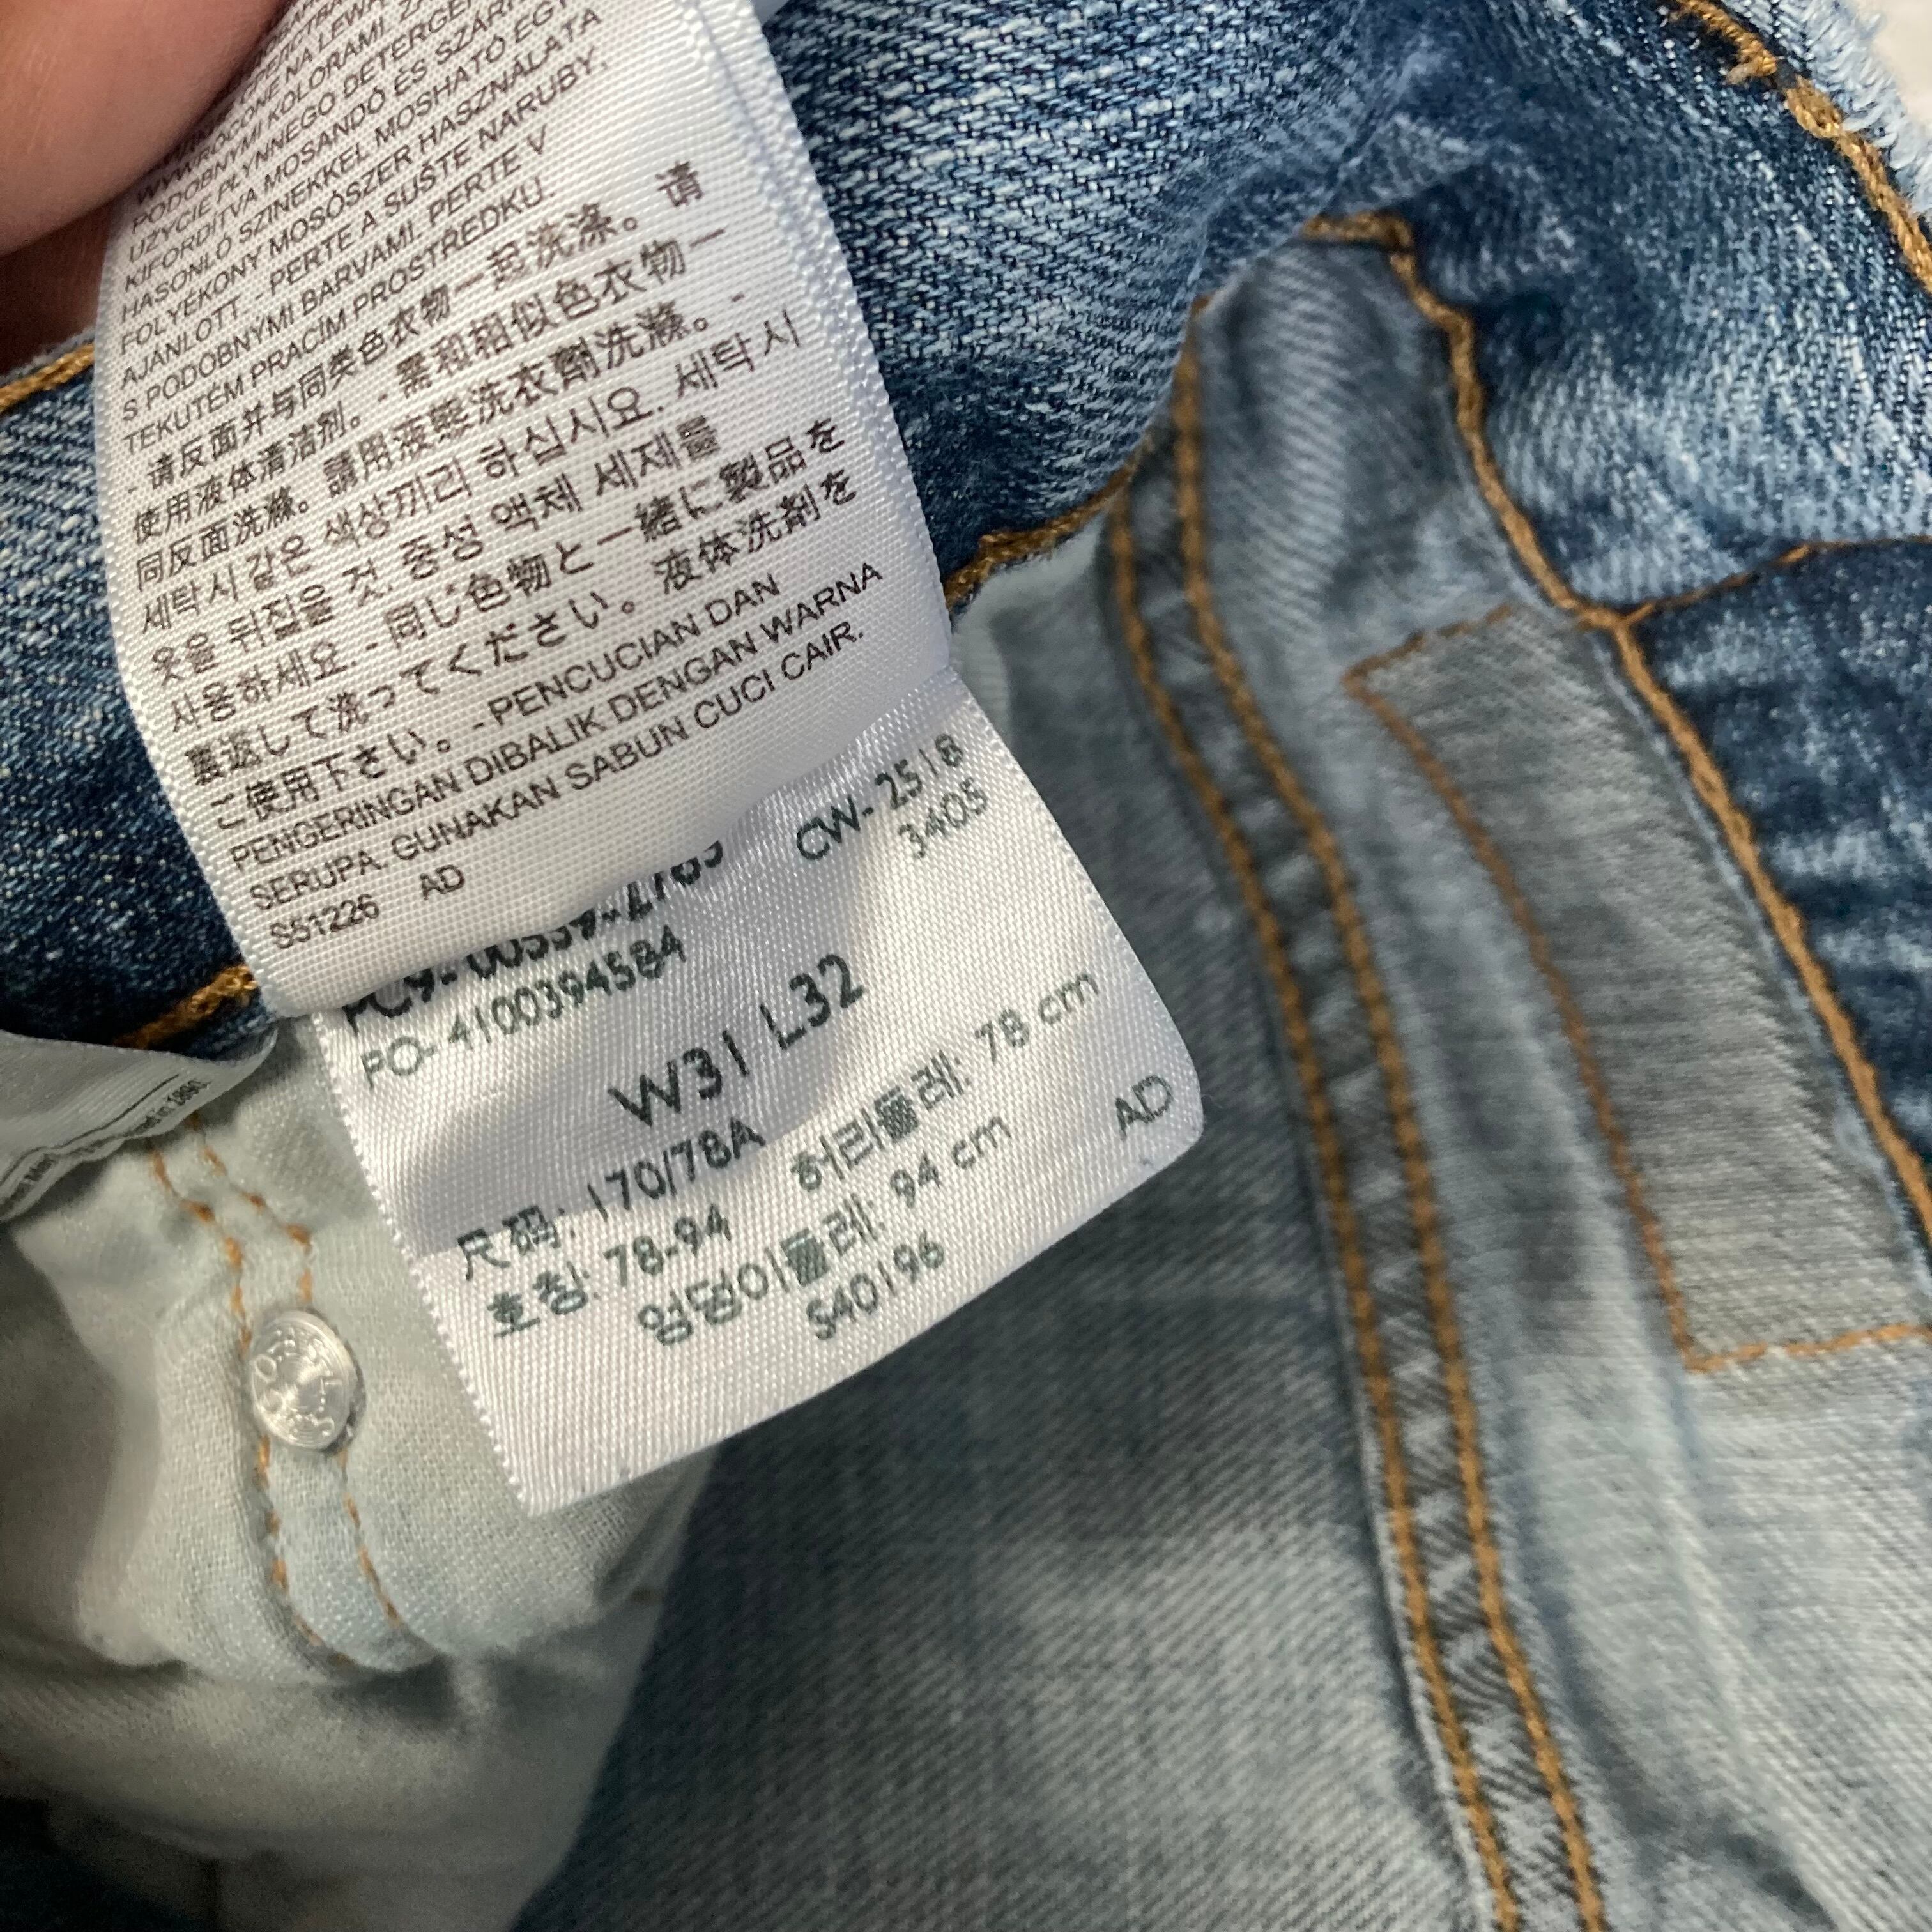 WYKRĘCONE NA LEWĄ
PODOBNYMI KOLORAMI.
UŻYCIE PŁYNNEGO DETERGEN
KIFORDÍTVA MOSANDÓ ÉS SZÁRÍ
HASONLÓ SZINEKKEL MOSHATÓ EGY
FOLYÉKONY MOSÓSZER HASZNÁLATA
AJÁNLOTT. - PERTE A SUŠTE NARUBY.
S PODOBNÝMI BARVAMI. PERTE V
TEKUTÉM PRACÍM PROSTŘEDKU.
- 请反面并与同类色衣物一起洗涤。请
使用液体清洁剂。- 需和相似色衣物一
同反面洗滌。請用液態洗衣劑洗滌。-
세탁시 같은 색상끼리 하십시요. 세탁시
옷을 뒤집을 것. 중성 액체 세제를
사용하세요. - 同じ色物と一緒に製品を
裏返して洗ってください。液体洗剤を
ご使用下さい。- PENCUCIAN DAN
PENGERINGAN DIBALIK DENGAN WARNA
SERUPA. GUNAKAN SABUN CUCI CAIR.
S51226 AD
CW-2518
3405
PC9-00539-2783
PO-4100394584
W31 L32
尺码: 170/78A
호칭: 78-94 허리둘레: 78 cm
엉덩이둘레: 94 cm
S40196 AD